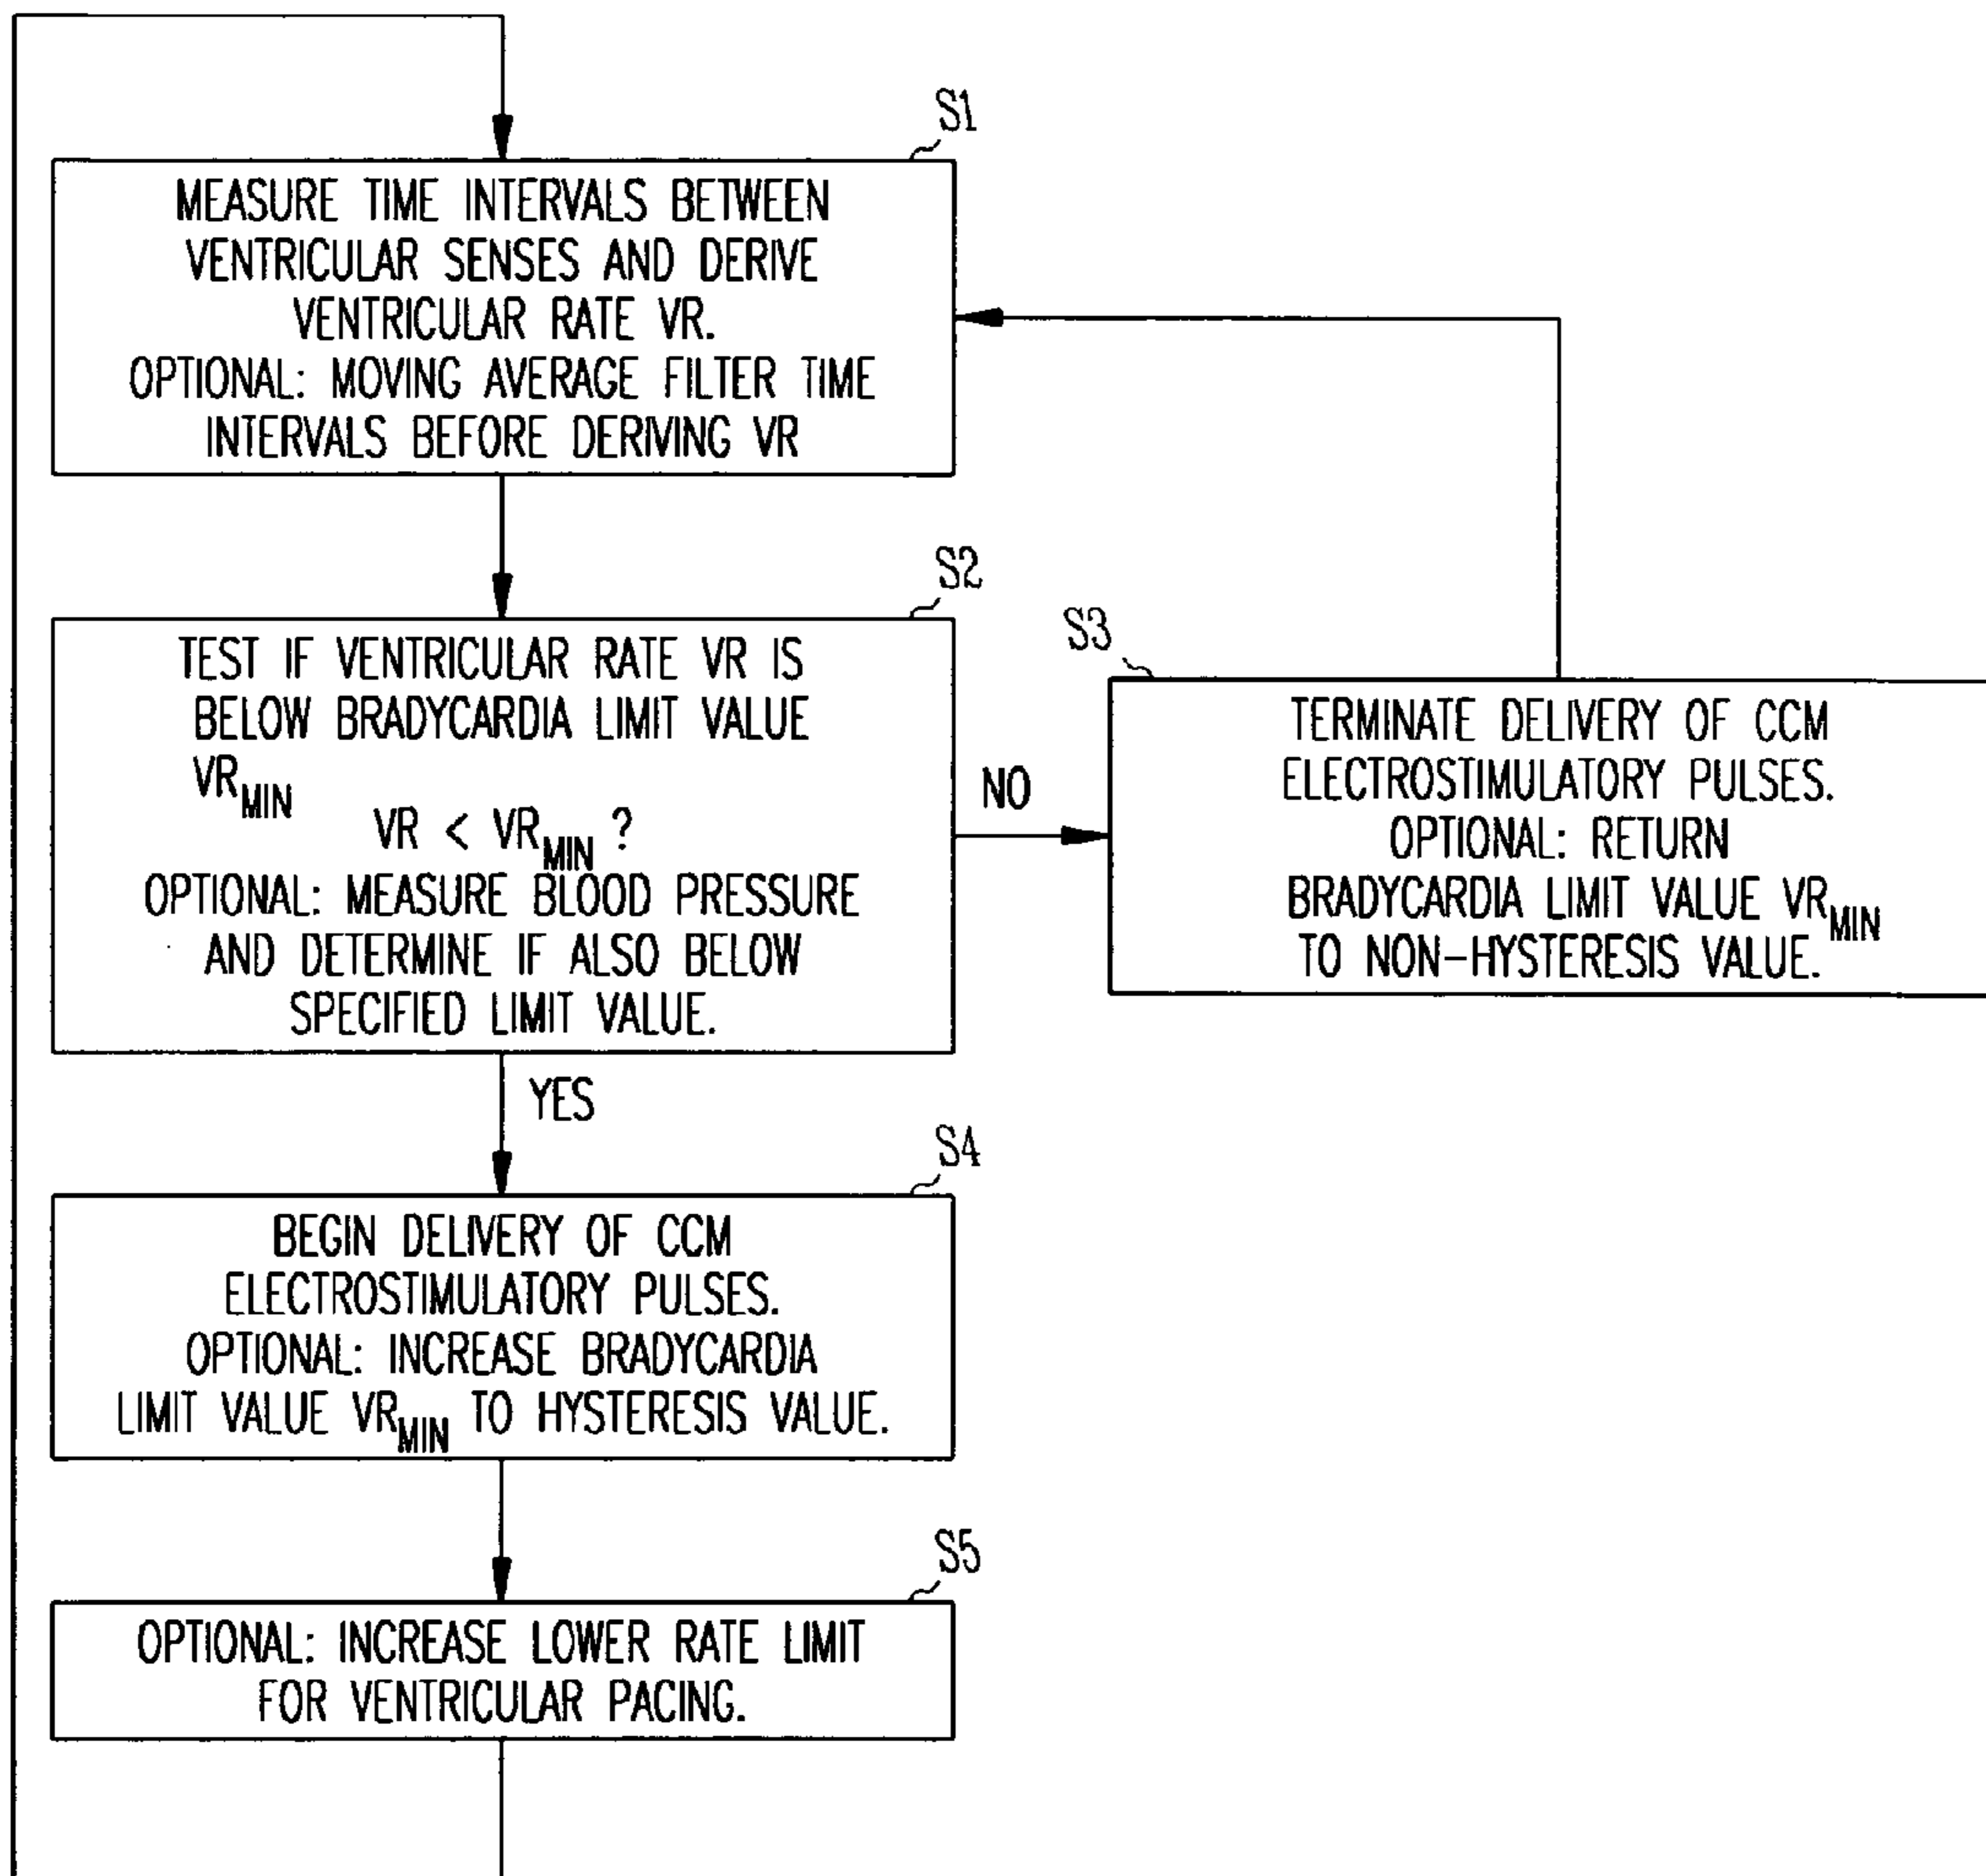 S1
MEASURE TIME INTERVALS BETWEEN
VENTRICULAR SENSES AND DERIVE
VENTRICULAR RATE VR.
OPTIONAL: MOVING AVERAGE FILTER TIME
INTERVALS BEFORE DERIVING VR
S2
TEST IF VENTRICULAR RATE VR IS
BELOW BRADYCARDIA LIMIT VALUE
VR_MIN
VR < VR_MIN ?
OPTIONAL: MEASURE BLOOD PRESSURE
AND DETERMINE IF ALSO BELOW
SPECIFIED LIMIT VALUE.
NO
S3
TERMINATE DELIVERY OF CCM
ELECTROSTIMULATORY PULSES.
OPTIONAL: RETURN
BRADYCARDIA LIMIT VALUE VR_MIN
TO NON-HYSTERESIS VALUE.
YES
S4
BEGIN DELIVERY OF CCM
ELECTROSTIMULATORY PULSES.
OPTIONAL: INCREASE BRADYCARDIA
LIMIT VALUE VR_MIN TO HYSTERESIS VALUE.
S5
OPTIONAL: INCREASE LOWER RATE LIMIT
FOR VENTRICULAR PACING.